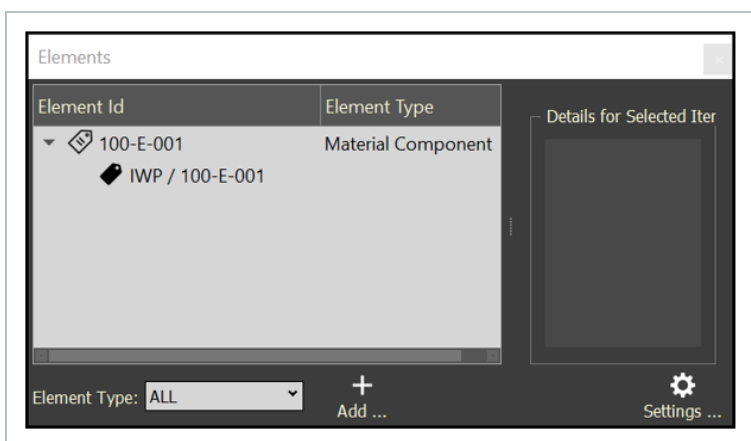 Elements
Element Id Element Type
Details for Selected Iter
100-E-001 Material Component
IWP / 100-E-001
Element Type: ALL
Add ...
Settings ...